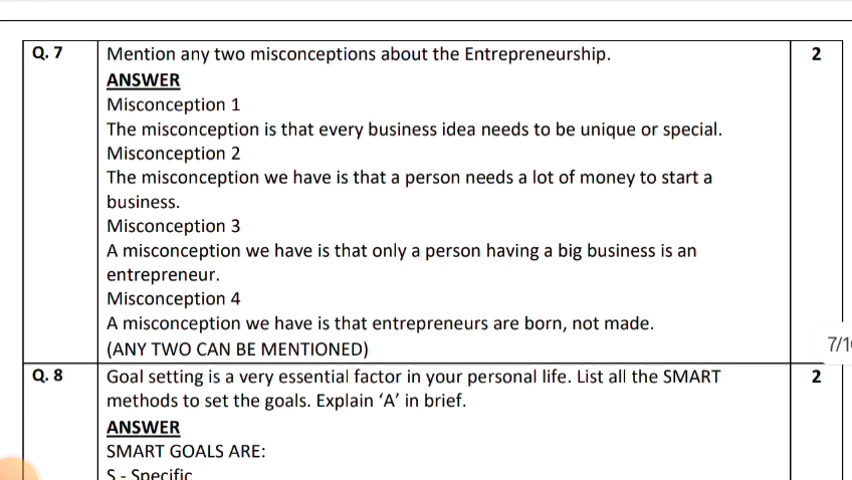 Q. 7 Mention any two misconceptions about the Entrepreneurship. 2
ANSWER
Misconception 1
The misconception is that every business idea needs to be unique or special.
Misconception 2
The misconception we have is that a person needs a lot of money to start a
business.
Misconception 3
A misconception we have is that only a person having a big business is an
entrepreneur.
Misconception 4
A misconception we have is that entrepreneurs are born, not made.
(ANY TWO CAN BE MENTIONED)
7/1
Q. 8 Goal setting is a very essential factor in your personal life. List all the SMART 2
methods to set the goals. Explain ‘A’ in brief.
ANSWER
SMART GOALS ARE:
S - Specific